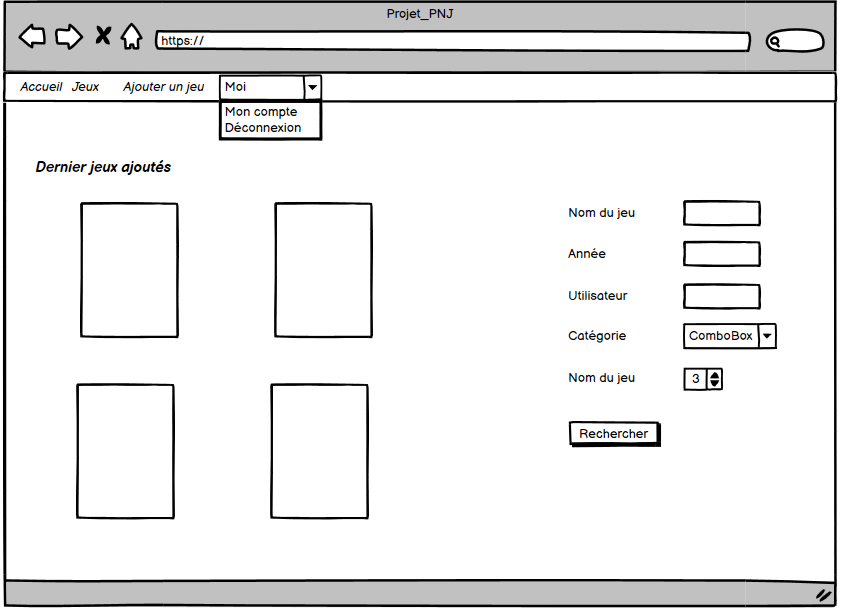 Projet_PNJ
https://
Accueil Jeux Ajouter un jeu Moi
Mon compte
Déconnexion
Dernier jeux ajoutés
Nom du jeu
Année
Utilisateur
Catégorie ComboBox
Nom du jeu 3
Rechercher